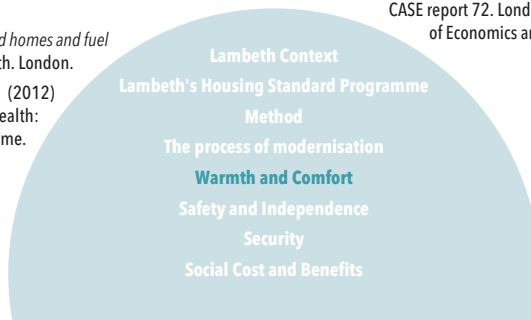 CASE report 72. Lond
of Economics a
d homes and fuel
th. London.
(2012)
ealth:
me.
Lambeth Context
Lambeth's Housing Standard Programme
Method
The process of modernisation
Warmth and Comfort
Safety and Independence
Security
Social Cost and Benefits